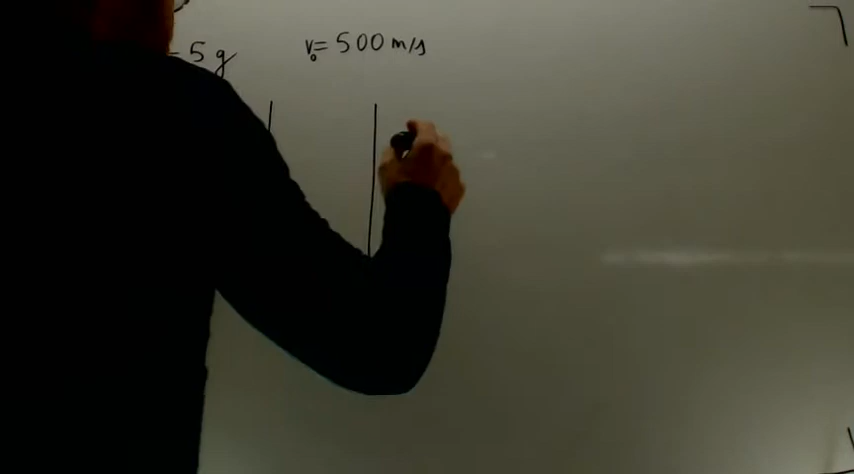 = 5 g v₀= 500 m/s